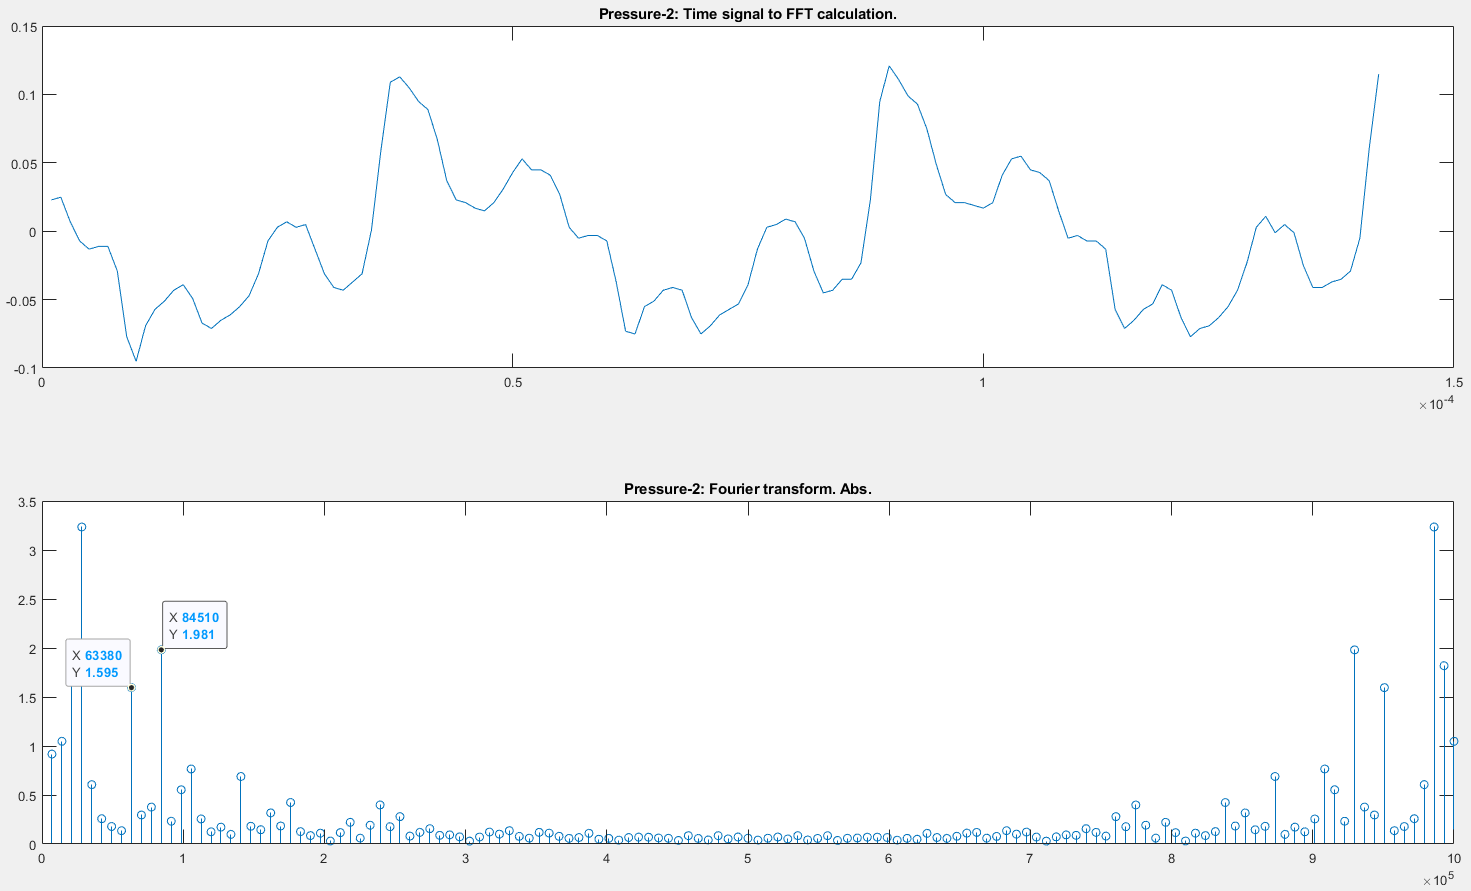 Pressure-2: Time signal to FFT calculation.
0.15
0.1
0.05
0
-0.05
-0.1
0 0.5 1 1.5
×10-4
Pressure-2: Fourier transform. Abs.
3.5
3
2.5
2
1.5
1
0.5
0
X 84510
Y 1.981
X 63380
Y 1.595
0 1 2 3 4 5 6 7 8 9 10
×105